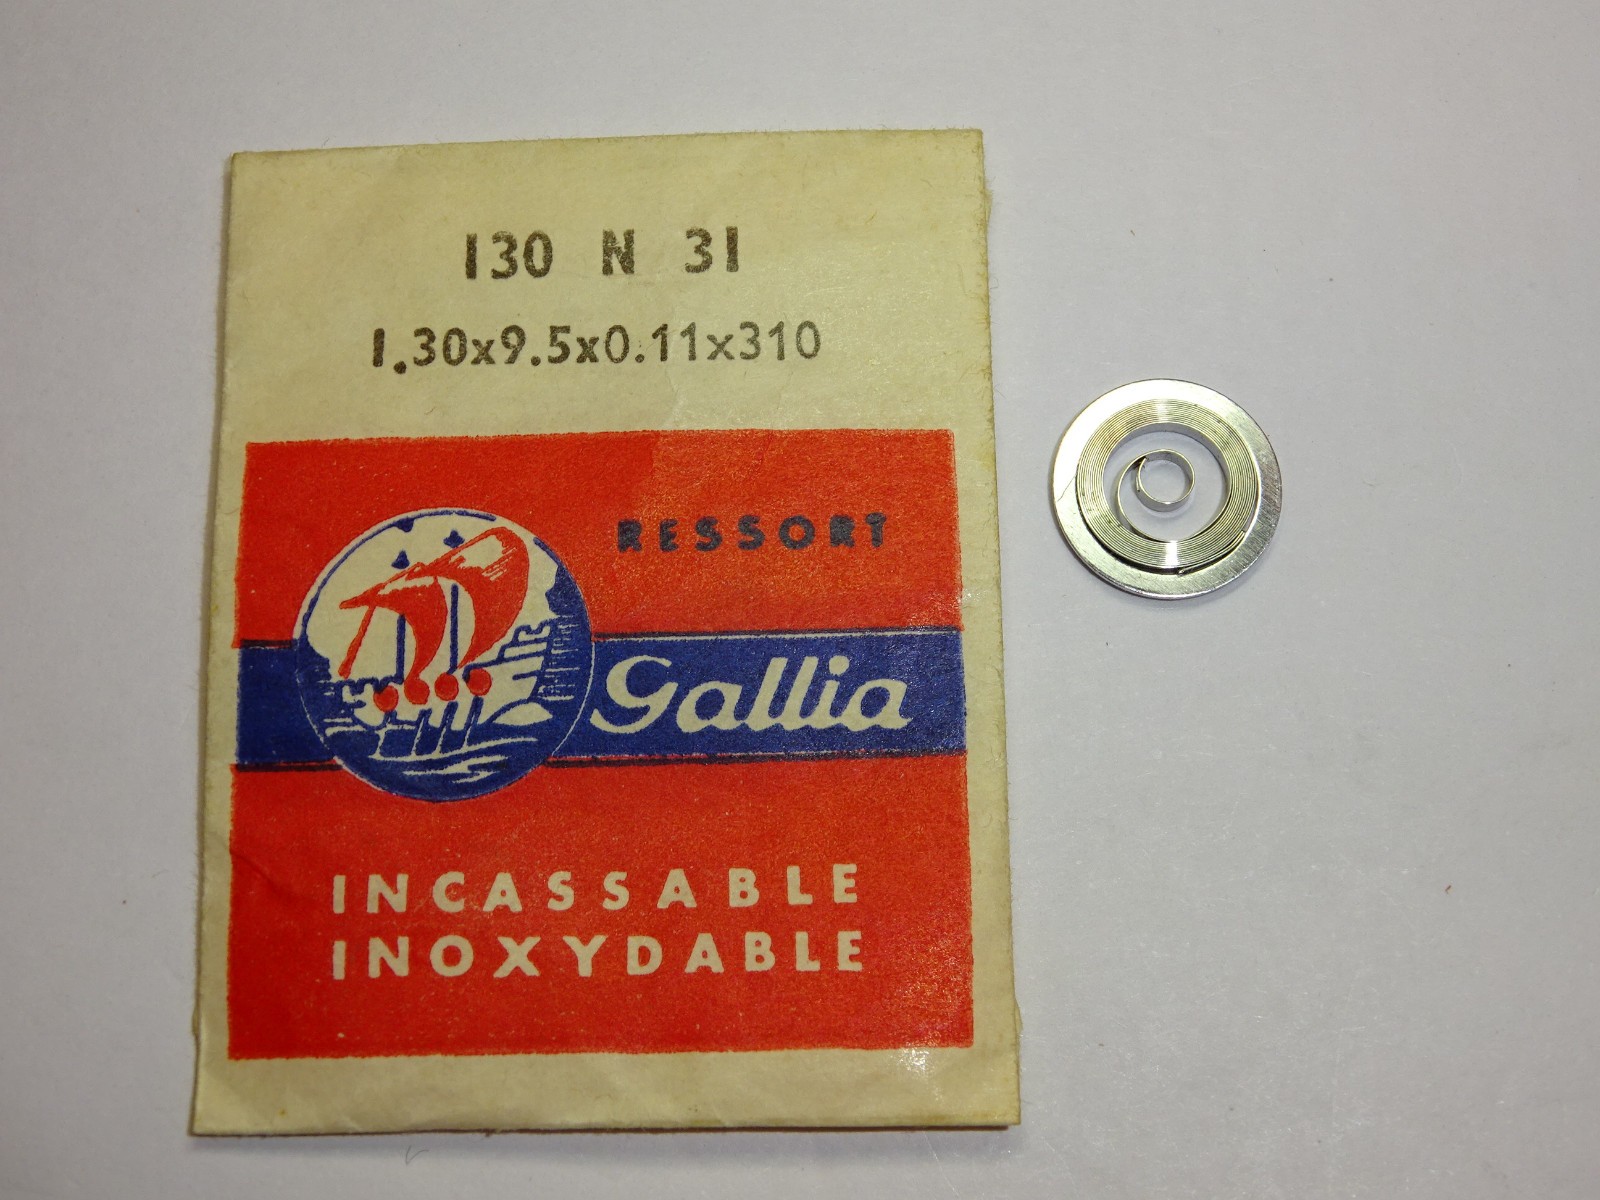 130 N 31
1.30x9.5x0.11x310
RESSORT
Gallia
INCASSABLE
INOXYDABLE